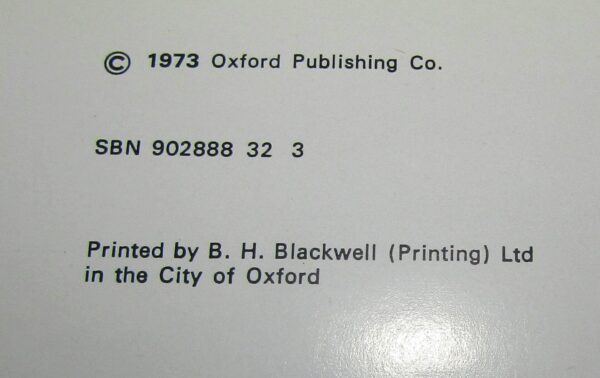 © 1973 Oxford Publishing Co.
SBN 902888 32 3
Printed by B. H. Blackwell (Printing) Ltd
in the City of Oxford